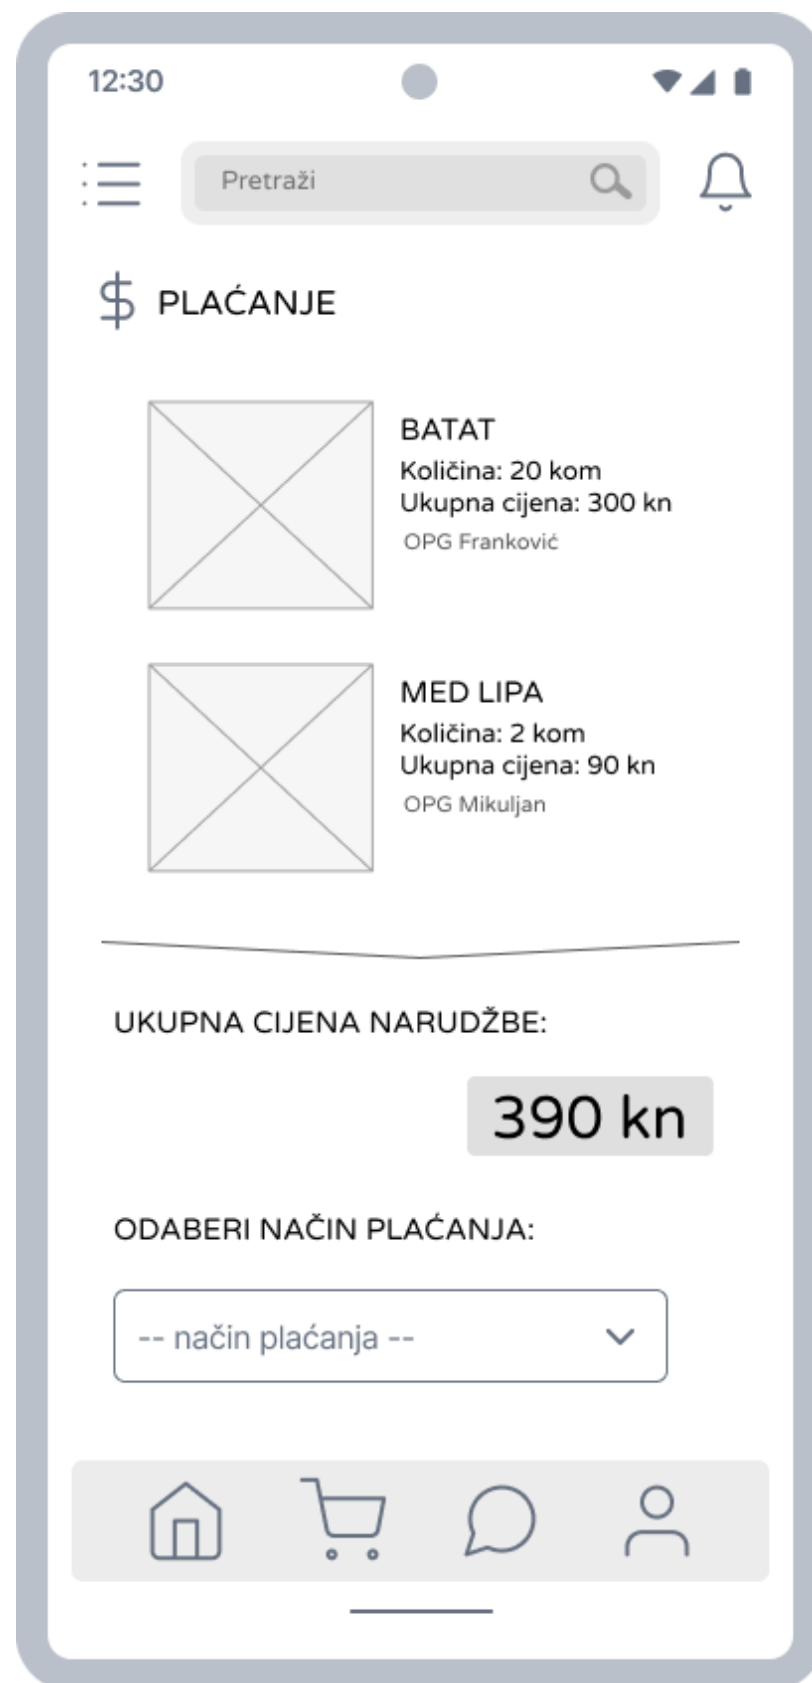 12:30
Pretraži
$ PLAĆANJE
BATAT
Količina: 20 kom
Ukupna cijena: 300 kn
OPG Franković
MED LIPA
Količina: 2 kom
Ukupna cijena: 90 kn
OPG Mikuljan
UKUPNA CIJENA NARUDŽBE:
390 kn
ODABERI NAČIN PLAĆANJA:
-- način plaćanja --